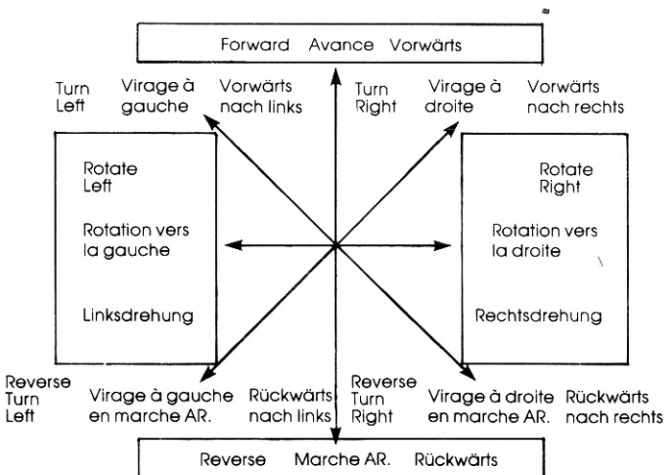 Forward Avance Vorwärts
Turn Left
Virage à gauche
Vorwärts nach links
Turn Right
Virage à droite
Vorwärts nach rechts
Rotate
Left
Rotation vers
la gauche
Linksdrehung
Rotate
Right
Rotation vers
la droite
Rechtsdrehung
Reverse
Turn
Left
Virage à gauche
en marche AR.
Rückwärts
nach links
Reverse
Turn
Right
Virage à droite
en marche AR.
Rückwärts
nach rechts
Reverse Marche AR. Rückwärts